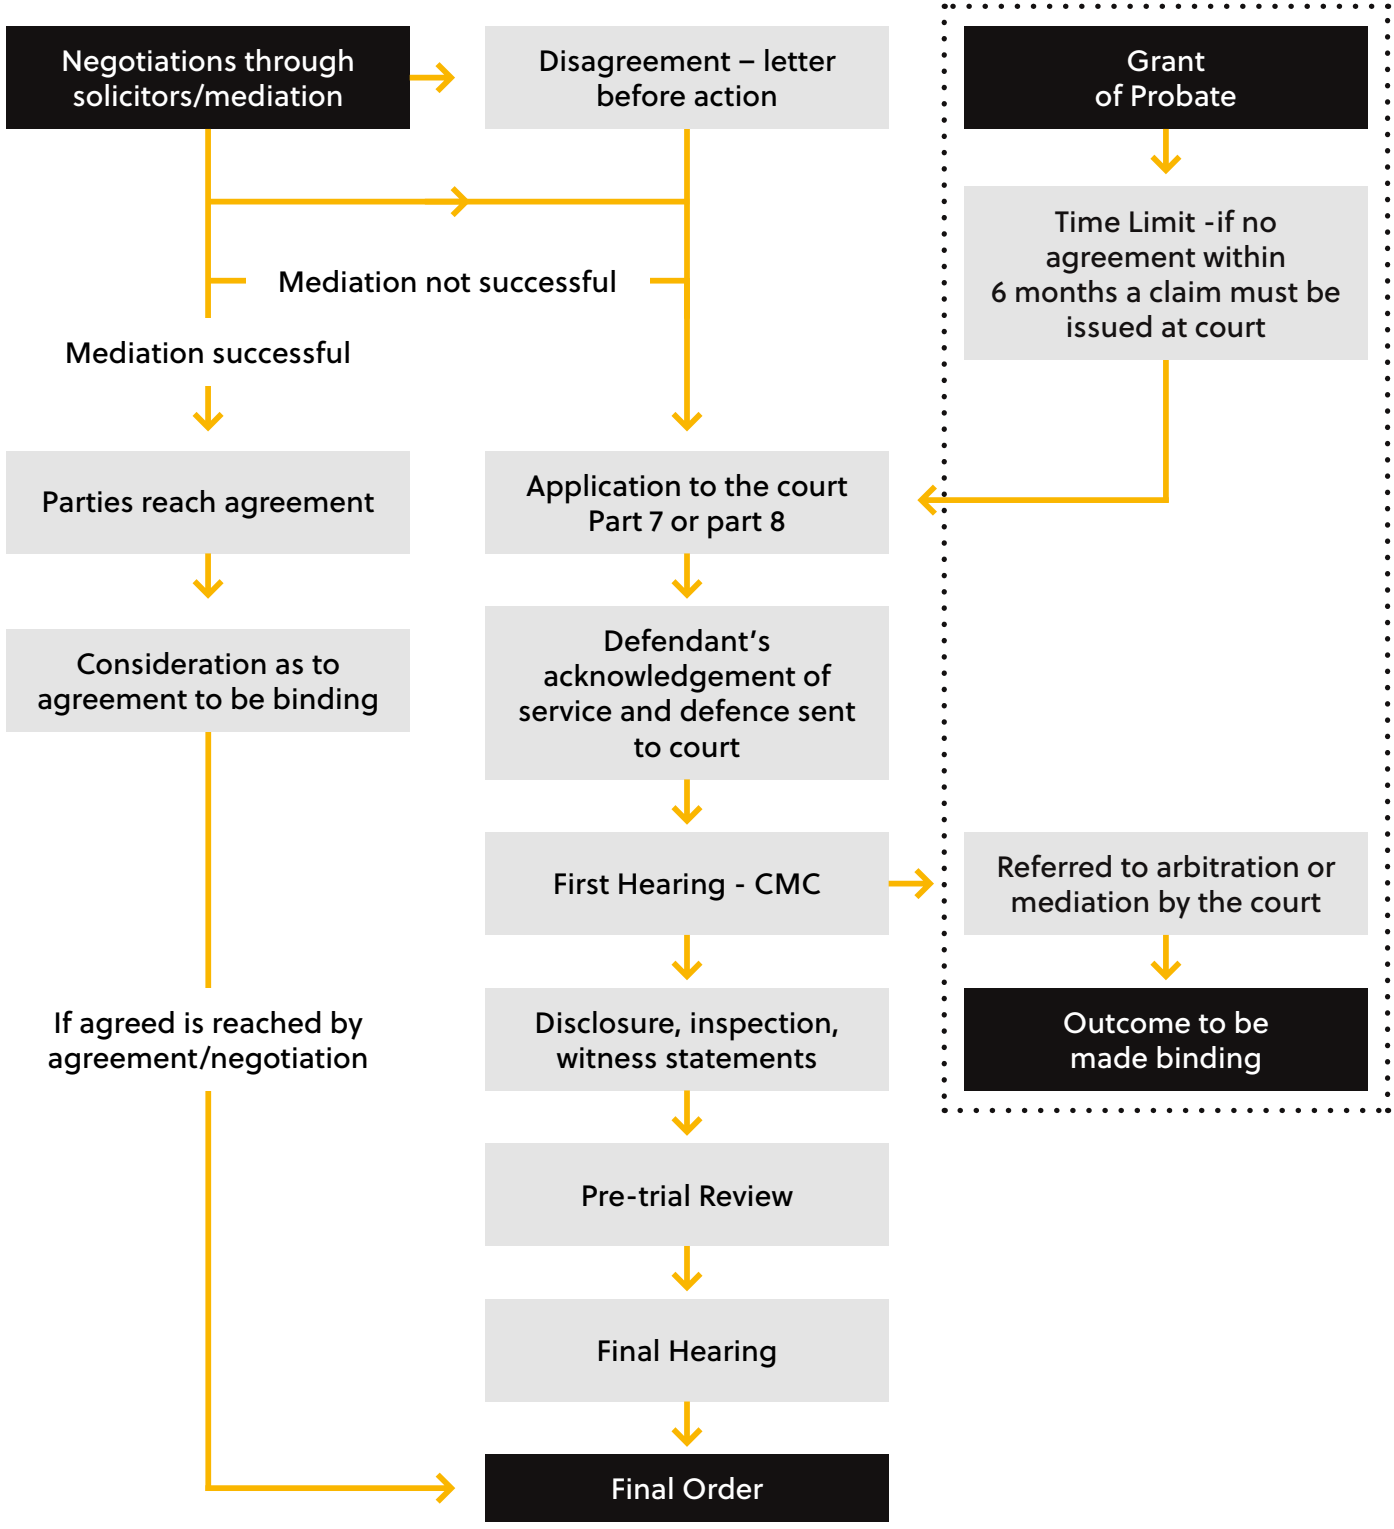 Negotiations through
solicitors/mediation
Disagreement – letter
before action
Grant
of Probate
Time Limit -if no
agreement within
6 months a claim must be
issued at court
Mediation not successful
Mediation successful
Parties reach agreement
Application to the court
Part 7 or part 8
Consideration as to
agreement to be binding
Defendant's
acknowledgement of
service and defence sent
to court
First Hearing - CMC
Referred to arbitration or
mediation by the court
If agreed is reached by
agreement/negotiation
Disclosure, inspection,
witness statements
Outcome to be
made binding
Pre-trial Review
Final Hearing
Final Order